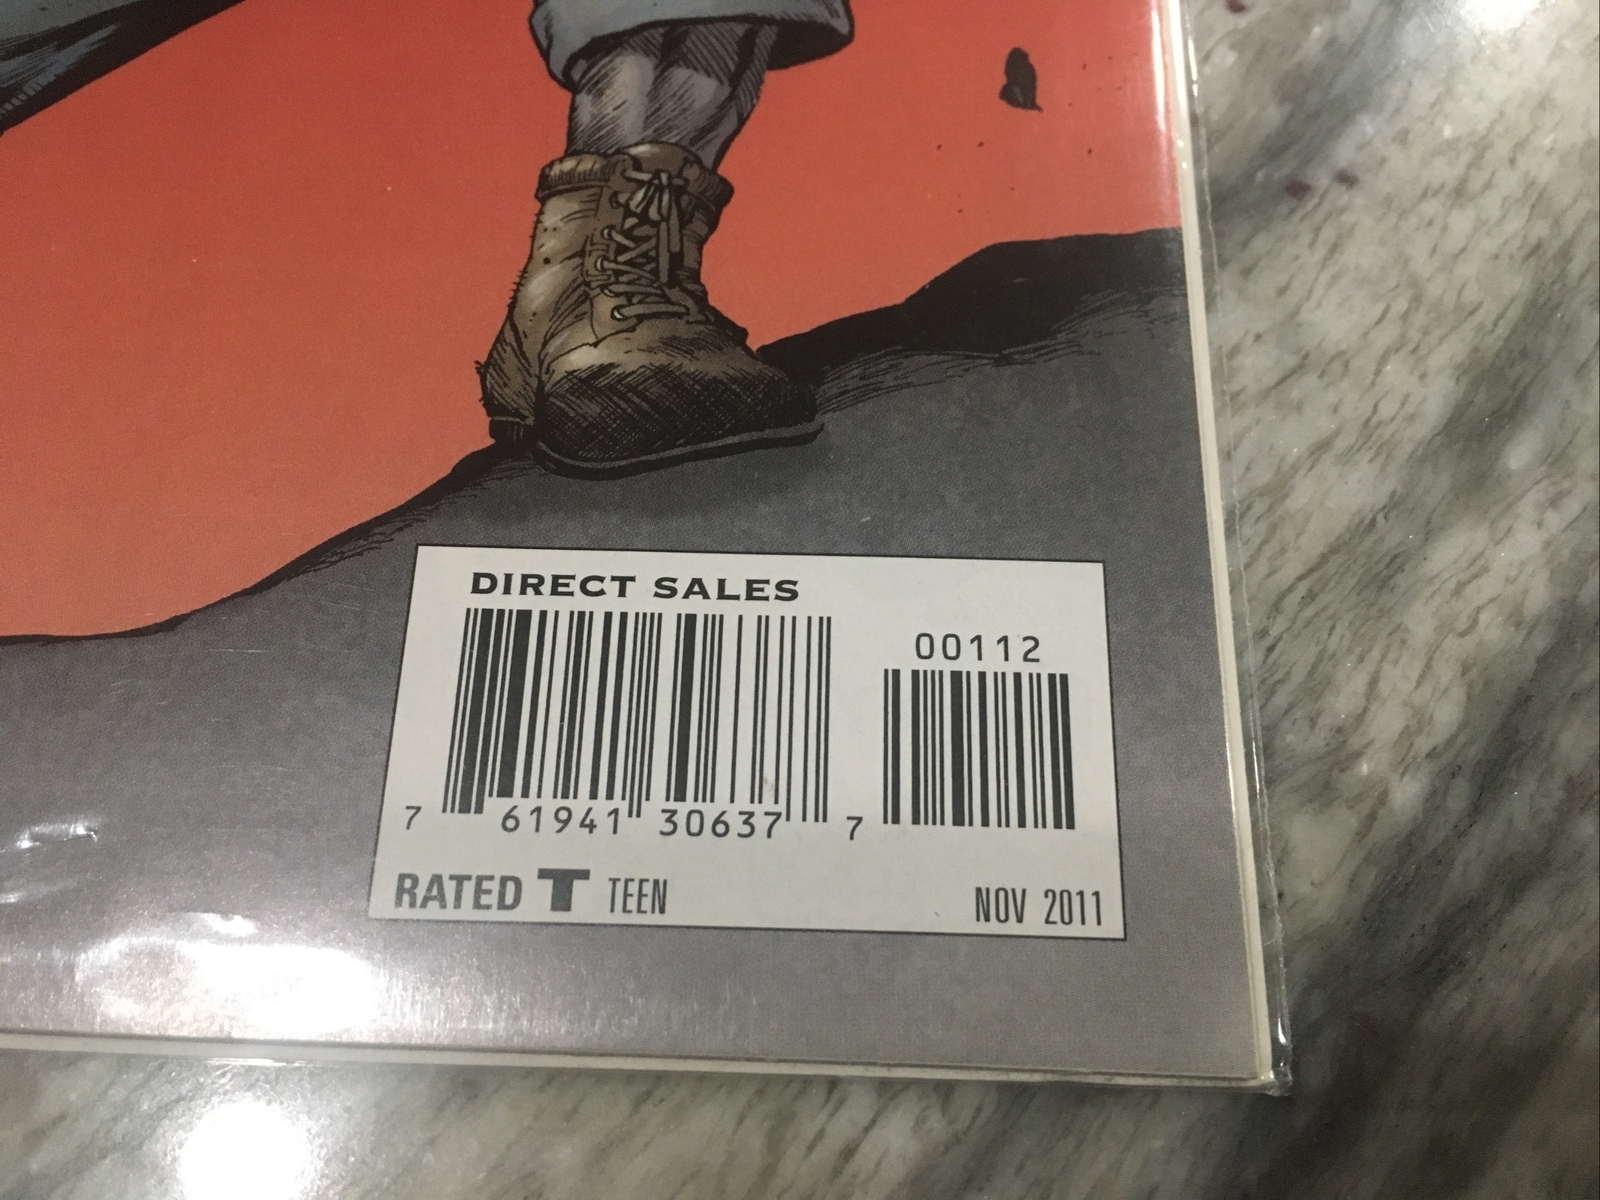 DIRECT SALES
00112
7 61941 30637 7
RATED T TEEN
NOV 2011